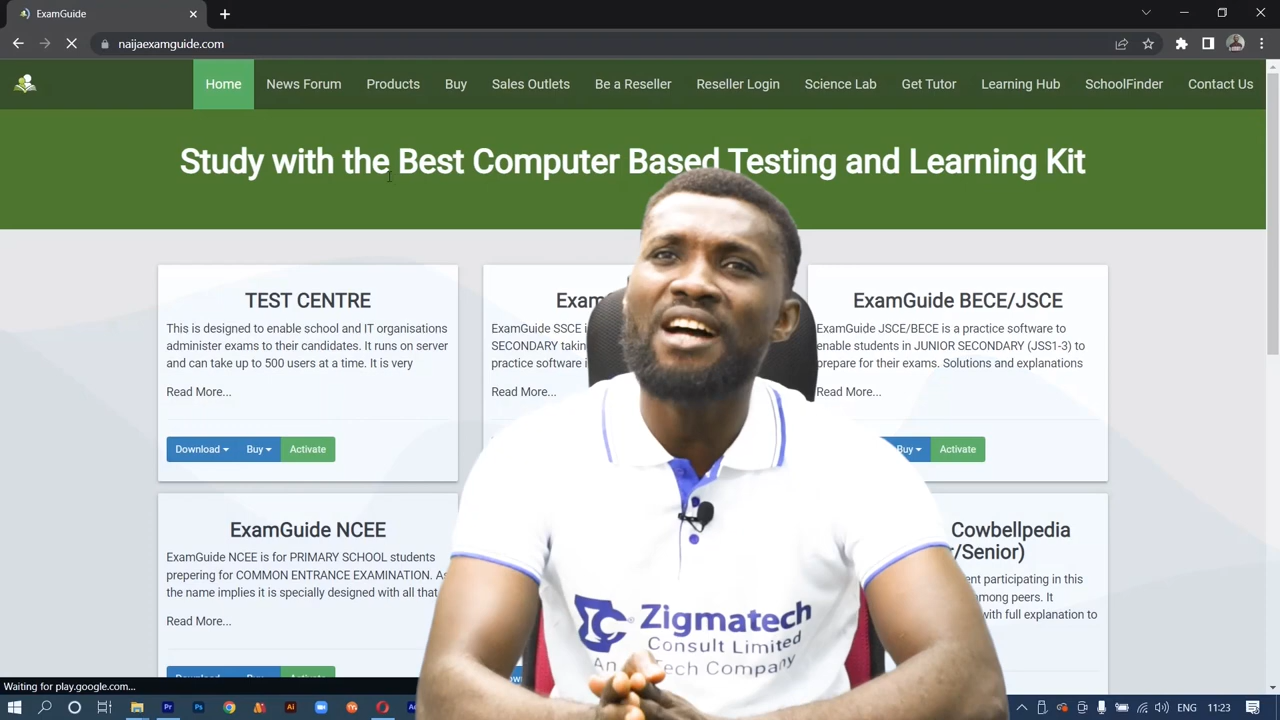 ExamGuide
naijaexamguide.com
Home News Forum Products Buy Sales Outlets Be a Reseller Reseller Login Science Lab Get Tutor Learning Hub SchoolFinder Contact Us
Study with the Best Computer Based Testing and Learning Kit
TEST CENTRE
This is designed to enable school and IT organisations
administer exams to their candidates. It runs on server
and can take up to 500 users at a time. It is very
Read More...
Download Buy Activate
Exam
ExamGuide SSCE
SECONDARY
practice software
Read More...
ExamGuide BECE/JSCE
ExamGuide JSCE/BECE is a practice software to
enable students in JUNIOR SECONDARY (JSS1-3) to
prepare for their exams. Solutions and explanations
Read More...
Buy Activate
ExamGuide NCEE
ExamGuide NCEE is for PRIMARY SCHOOL students
preparing for COMMON ENTRANCE EXAMINATION. As
the name implies it is specially designed with all that
Read More...
Download Buy Activate
Cowbellpedia
/Senior)
participating in this
among peers. It
with full explanation to
Zigmatech
Consult Limited
Tech Company
Waiting for play.google.com...
ENG 11:23